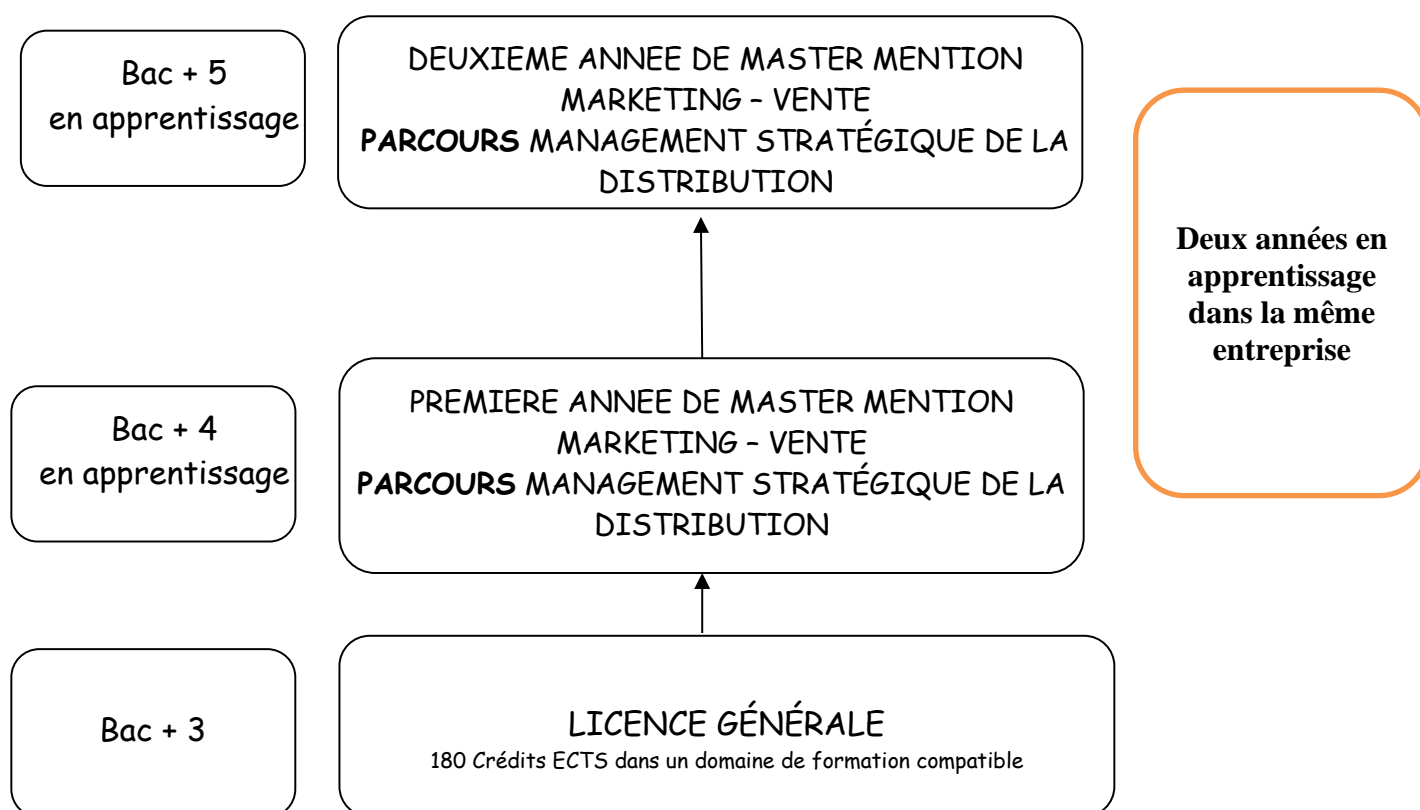 Bac + 5
en apprentissage
DEUXIEME ANNEE DE MASTER MENTION
MARKETING – VENTE
PARCOURS MANAGEMENT STRATÉGIQUE DE LA
DISTRIBUTION
Deux années en
apprentissage
dans la même
entreprise
Bac + 4
en apprentissage
PREMIERE ANNEE DE MASTER MENTION
MARKETING – VENTE
PARCOURS MANAGEMENT STRATÉGIQUE DE LA
DISTRIBUTION
Bac + 3
LICENCE GÉNÉRALE
180 Crédits ECTS dans un domaine de formation compatible